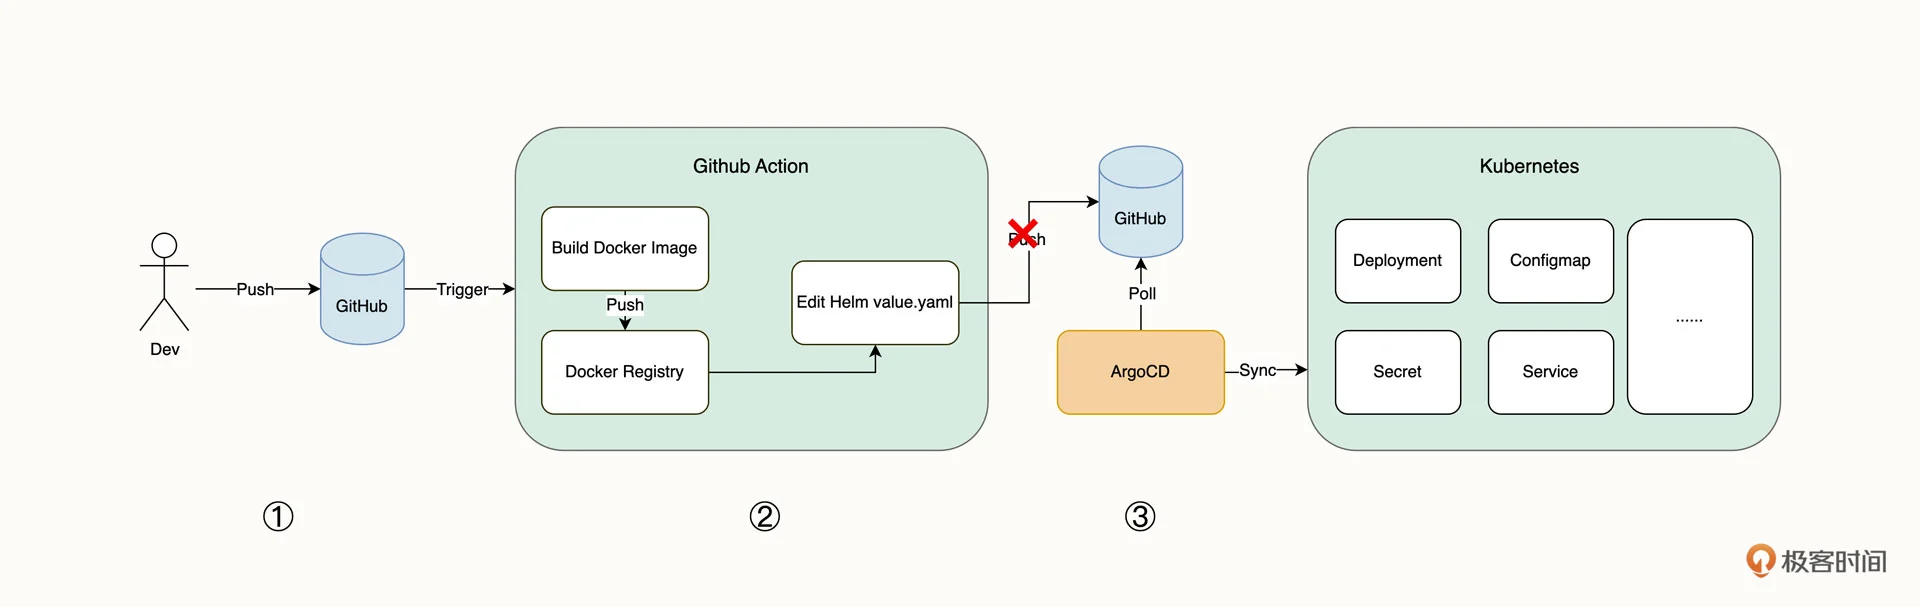 Github Action
Kubernetes
GitHub
Build Docker Image
Push
Deployment
Configmap
Edit Helm value.yaml
Poll
Dev
Push
GitHub
Trigger
Push
......
Docker Registry
ArgoCD
Sync
Secret
Service
①
②
③
极客时间